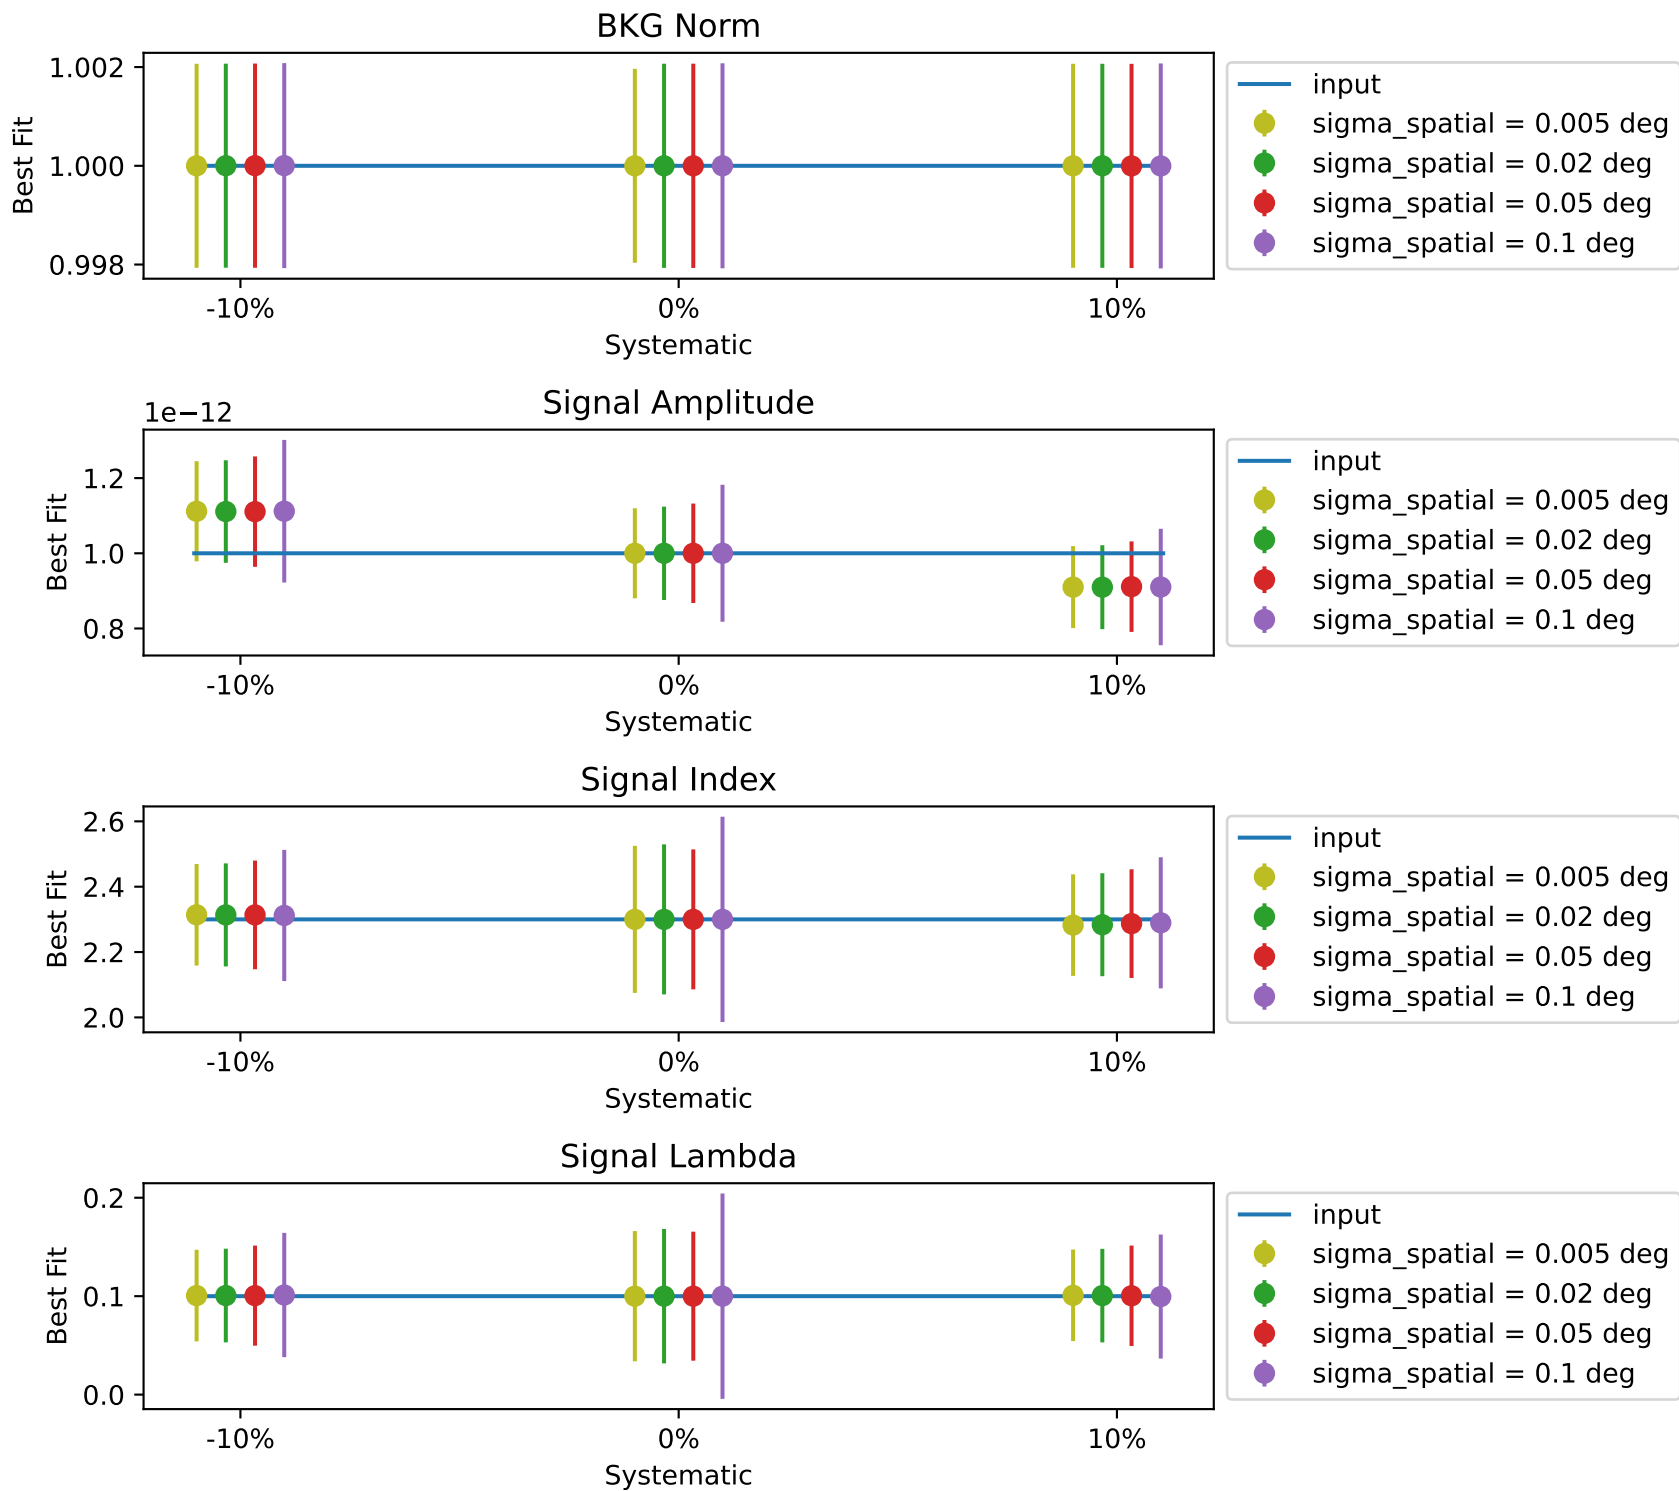 BKG Norm
Best Fit
1.002
1.000
0.998
-10% 0% 10%
Systematic
input
sigma_spatial = 0.005 deg
sigma_spatial = 0.02 deg
sigma_spatial = 0.05 deg
sigma_spatial = 0.1 deg
Signal Amplitude
1e−12
Best Fit
1.2
1.0
0.8
-10% 0% 10%
Systematic
input
sigma_spatial = 0.005 deg
sigma_spatial = 0.02 deg
sigma_spatial = 0.05 deg
sigma_spatial = 0.1 deg
Signal Index
Best Fit
2.6
2.4
2.2
2.0
-10% 0% 10%
Systematic
input
sigma_spatial = 0.005 deg
sigma_spatial = 0.02 deg
sigma_spatial = 0.05 deg
sigma_spatial = 0.1 deg
Signal Lambda
Best Fit
0.2
0.1
0.0
-10% 0% 10%
Systematic
input
sigma_spatial = 0.005 deg
sigma_spatial = 0.02 deg
sigma_spatial = 0.05 deg
sigma_spatial = 0.1 deg